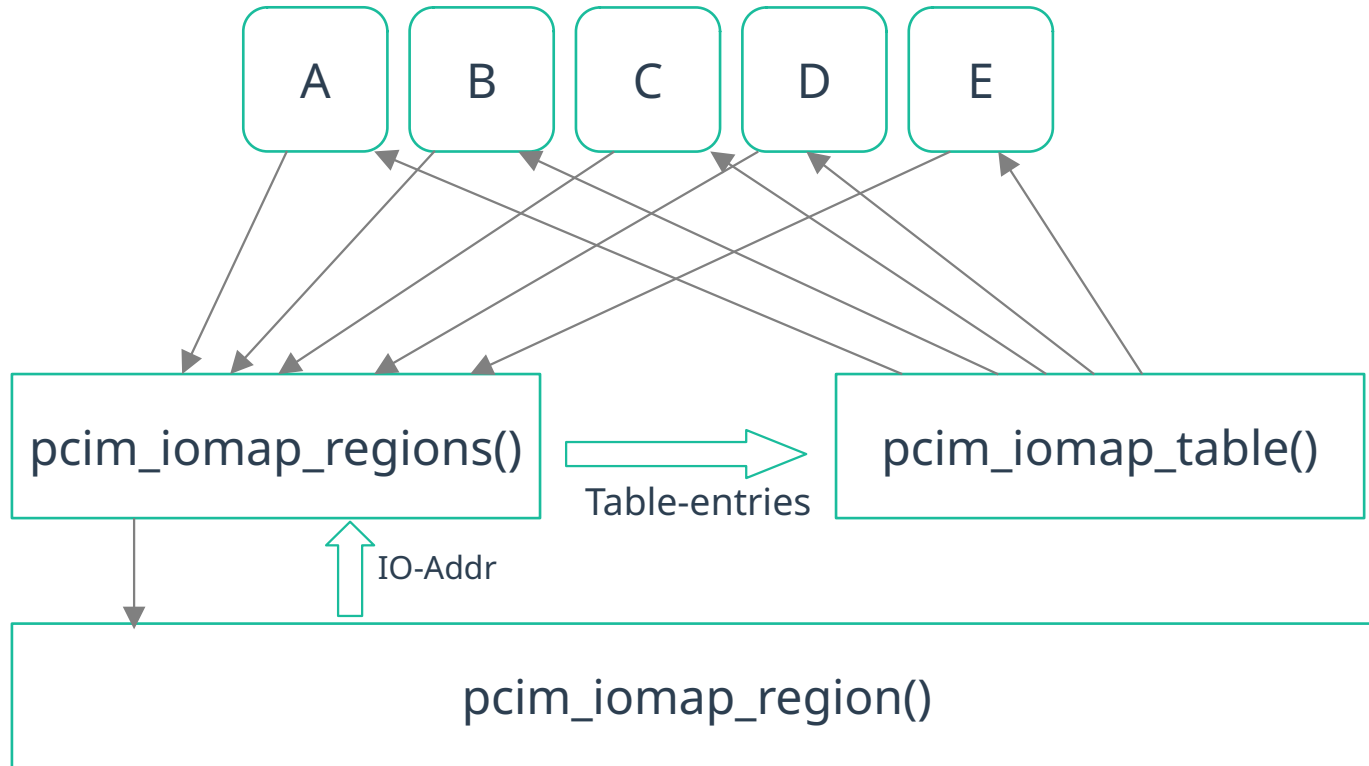 A
B
C
D
E
pcim_iomap_regions()
pcim_iomap_table()
Table-entries
IO-Addr
pcim_iomap_region()